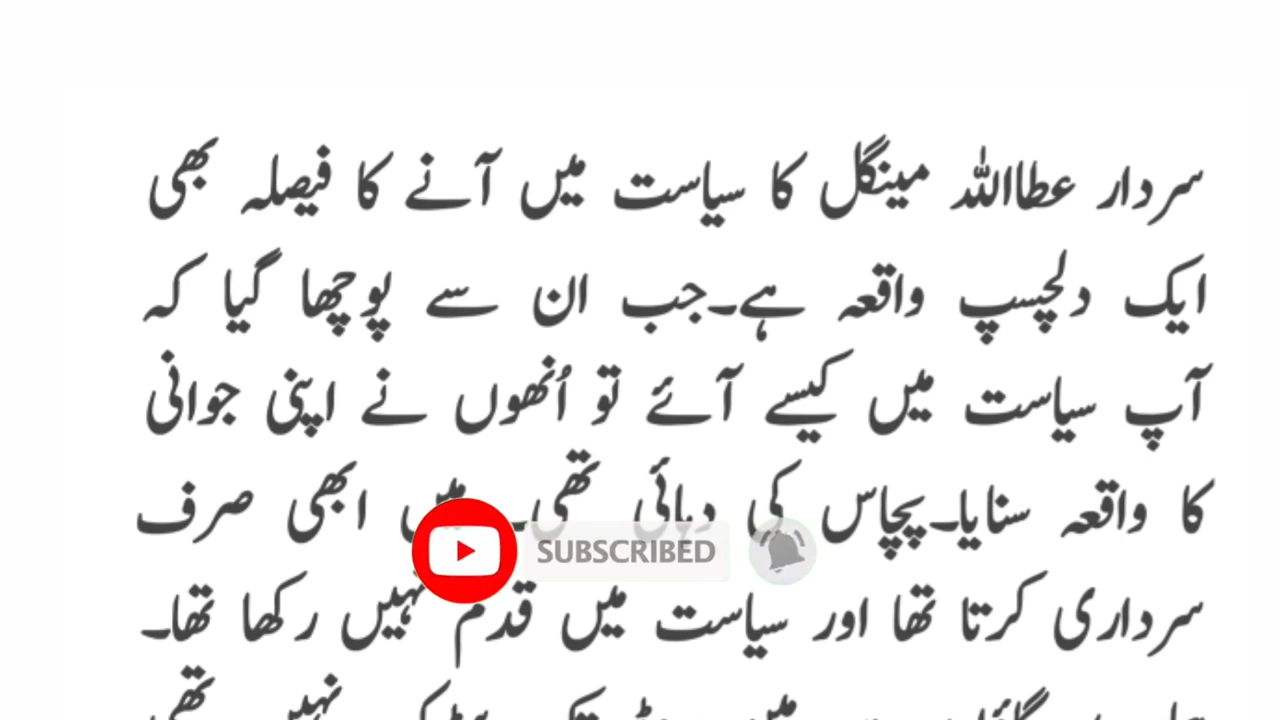 سردار عطااللہ مینگل کا سیاست میں آنے کا فیصلہ بھی
ایک دلچسپ واقعہ ہے۔جب ان سے پوچھا گیا کہ
آپ سیاست میں کیسے آئے تو اُنھوں نے اپنی جوانی
کا واقعہ سنایا۔پچاس کی دہائی تھی۔ میں ابھی صرف
SUBSCRIBED
سرداری کرتا تھا اور سیاست میں قدم نہیں رکھا تھا۔
نہیں تھی